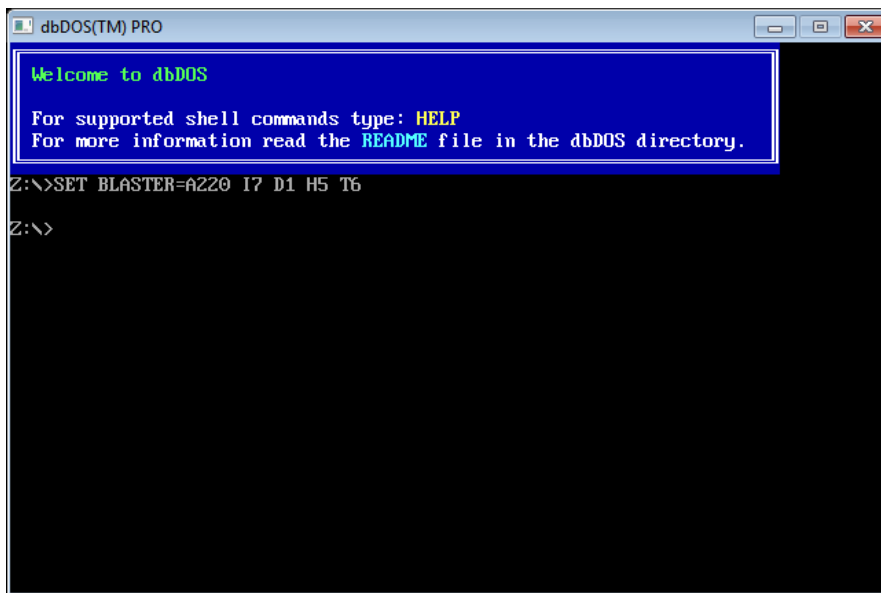 dbDOS(TM) PRO
Welcome to dbDOS
For supported shell commands type: HELP
For more information read the README file in the dbDOS directory.
Z:\>SET BLASTER=A220 I7 D1 H5 T6
Z:\>